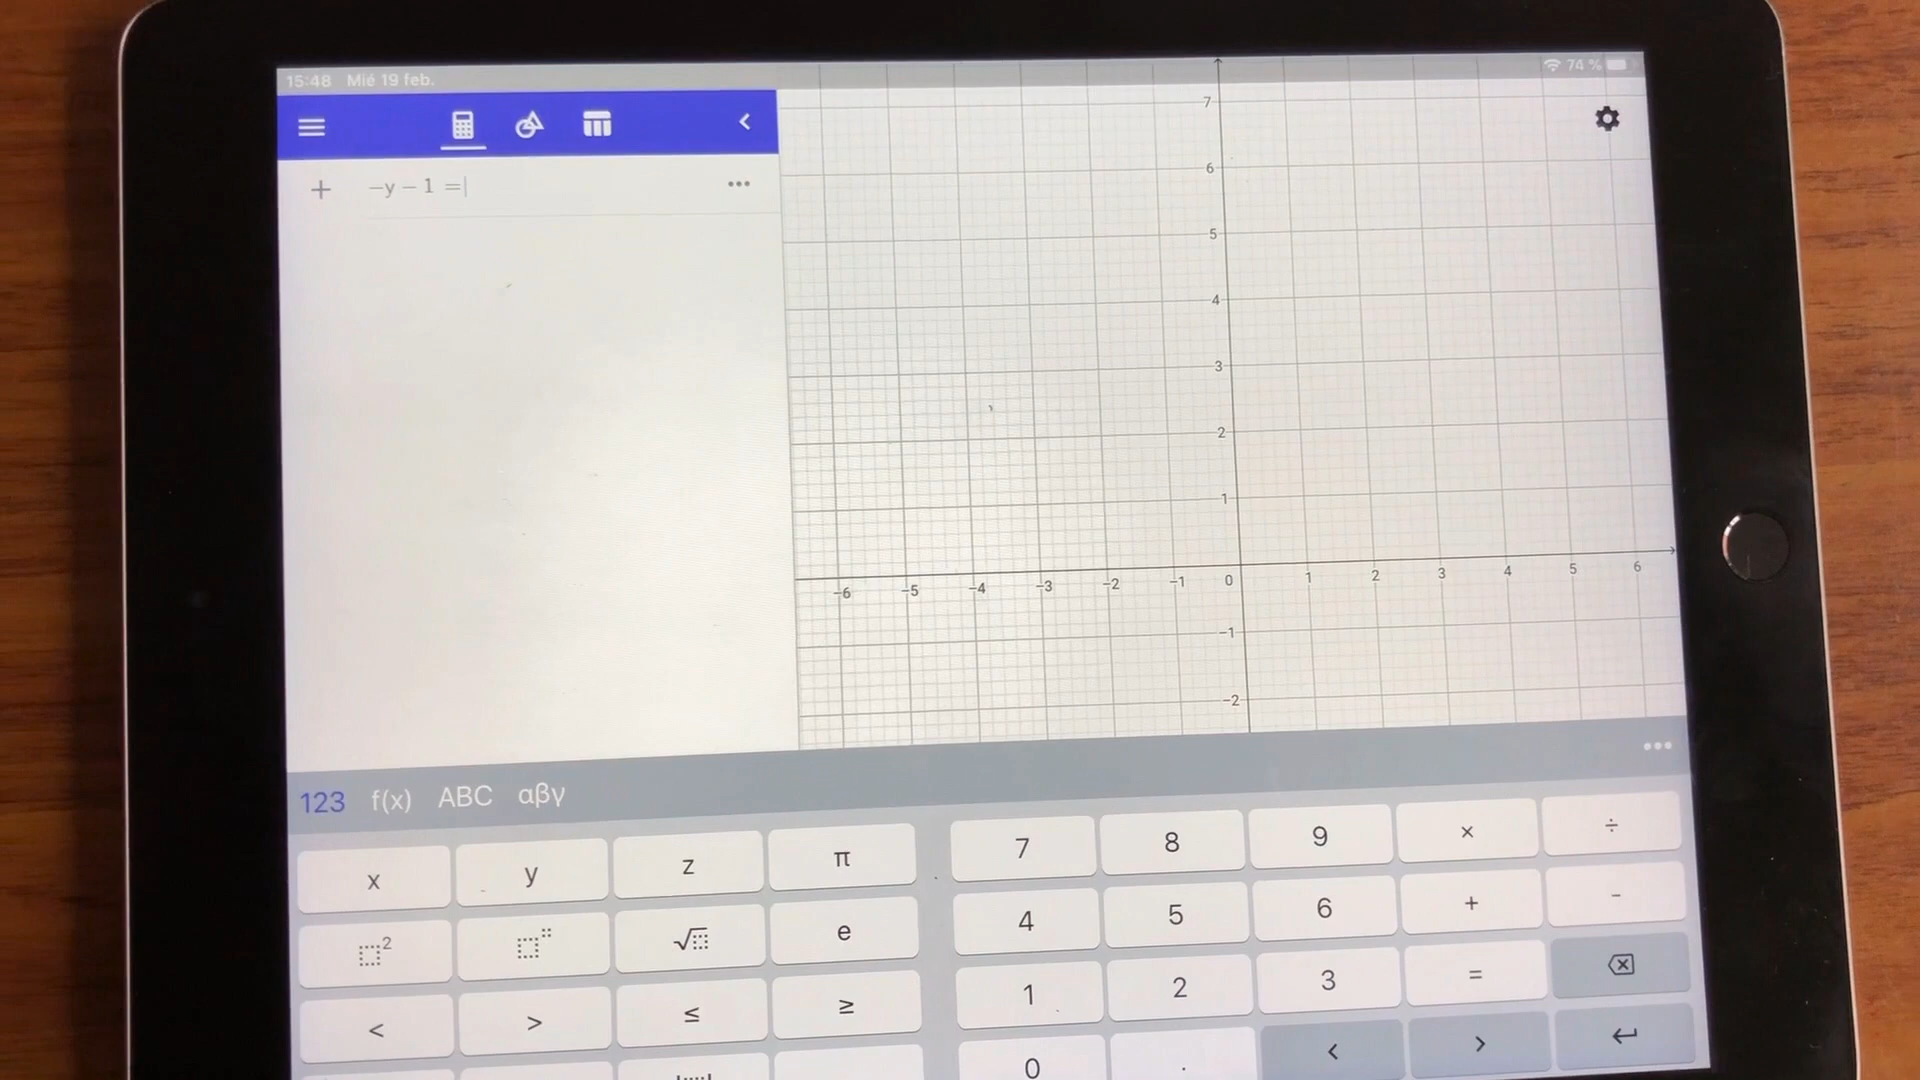 15:48 Mié 19 feb.
74 %
−y − 1 =
7
6
5
4
3
2
1
−6 −5 −4 −3 −2 −1 0 1 2 3 4 5 6
−1
−2
123 f(x) ABC αβγ
x y z π 7 8 9 × ÷
□² □ √□ e 4 5 6 + −
< > ≤ ≥ 1 2 3 =
0 . < >